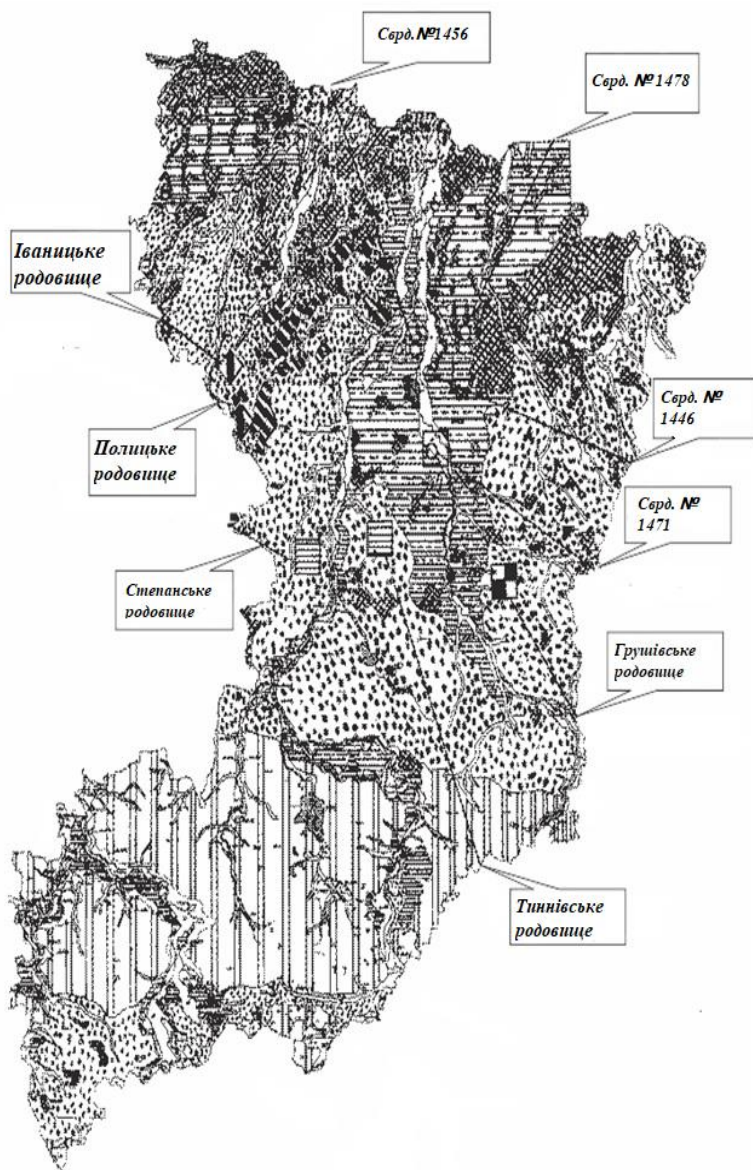 Сврд.№1456
Сврд. № 1478
Іваницьке
родовище
Полицьке
родовище
Сврд. №
1446
Сврд. №
1471
Степанське
родовище
Грушівське
родовище
Тиннівське
родовище